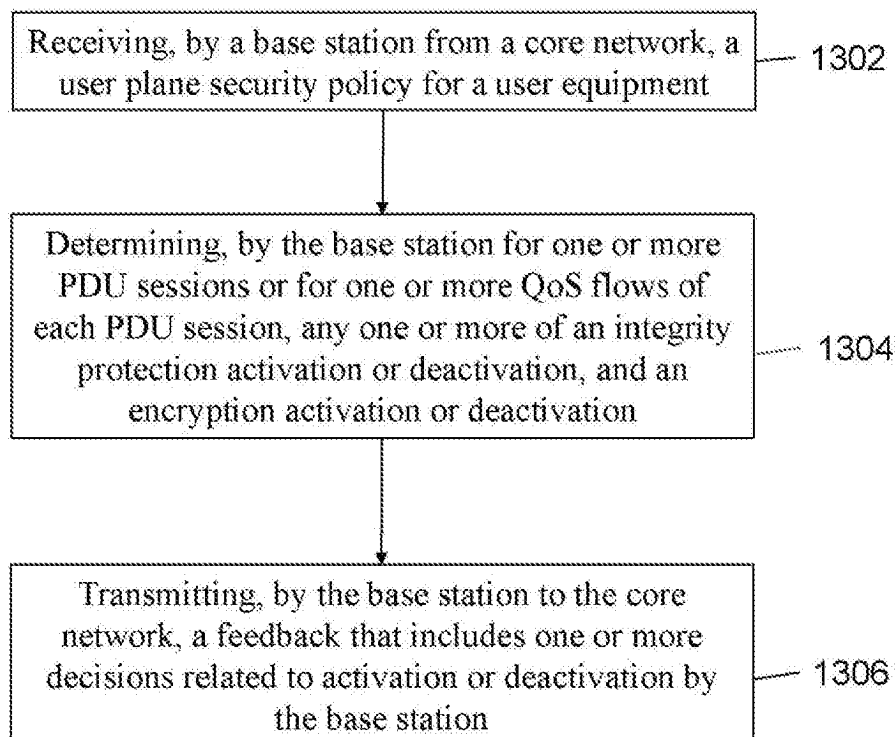 Receiving, by a base station from a core network, a
user plane security policy for a user equipment
1302
Determining, by the base station for one or more
PDU sessions or for one or more QoS flows of
each PDU session, any one or more of an integrity
protection activation or deactivation, and an
encryption activation or deactivation
1304
Transmitting, by the base station to the core
network, a feedback that includes one or more
decisions related to activation or deactivation by
the base station
1306